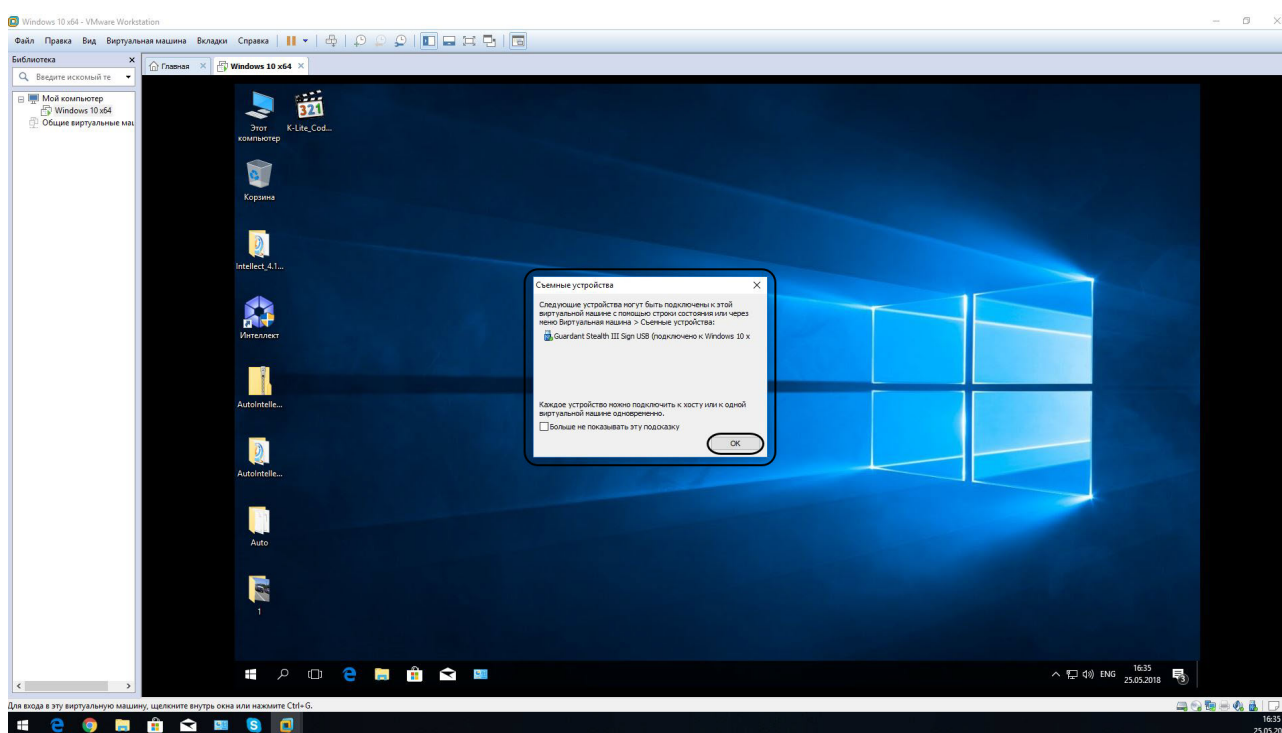 Windows 10 x64 - VMware Workstation
Файл Правка Вид Виртуальная машина Вкладки Справка
Библиотека
Введите искомый те
Мой компьютер
Windows 10 x64
Общие виртуальные маш
Главная
Windows 10 x64
Этот компьютер
K-Lite_Cod...
Корзина
Intellect_4.1...
Интеллект
AutoIntelle...
AutoIntelle...
Auto
1
Съемные устройства
Следующие устройства могут быть подключены к этой
виртуальной машине с помощью строки состояния или через
меню Виртуальная машина > Съемные устройства:
Guardant Stealth III Sign USB (подключено к Windows 10 x
Каждое устройство можно подключить к хосту или к одной
виртуальной машине одновременно.
Больше не показывать эту подсказку
OK
ENG
16:35
25.05.2018
Для входа в эту виртуальную машину, щелкните внутрь окна или нажмите Ctrl+G.
16:35
25.05.20